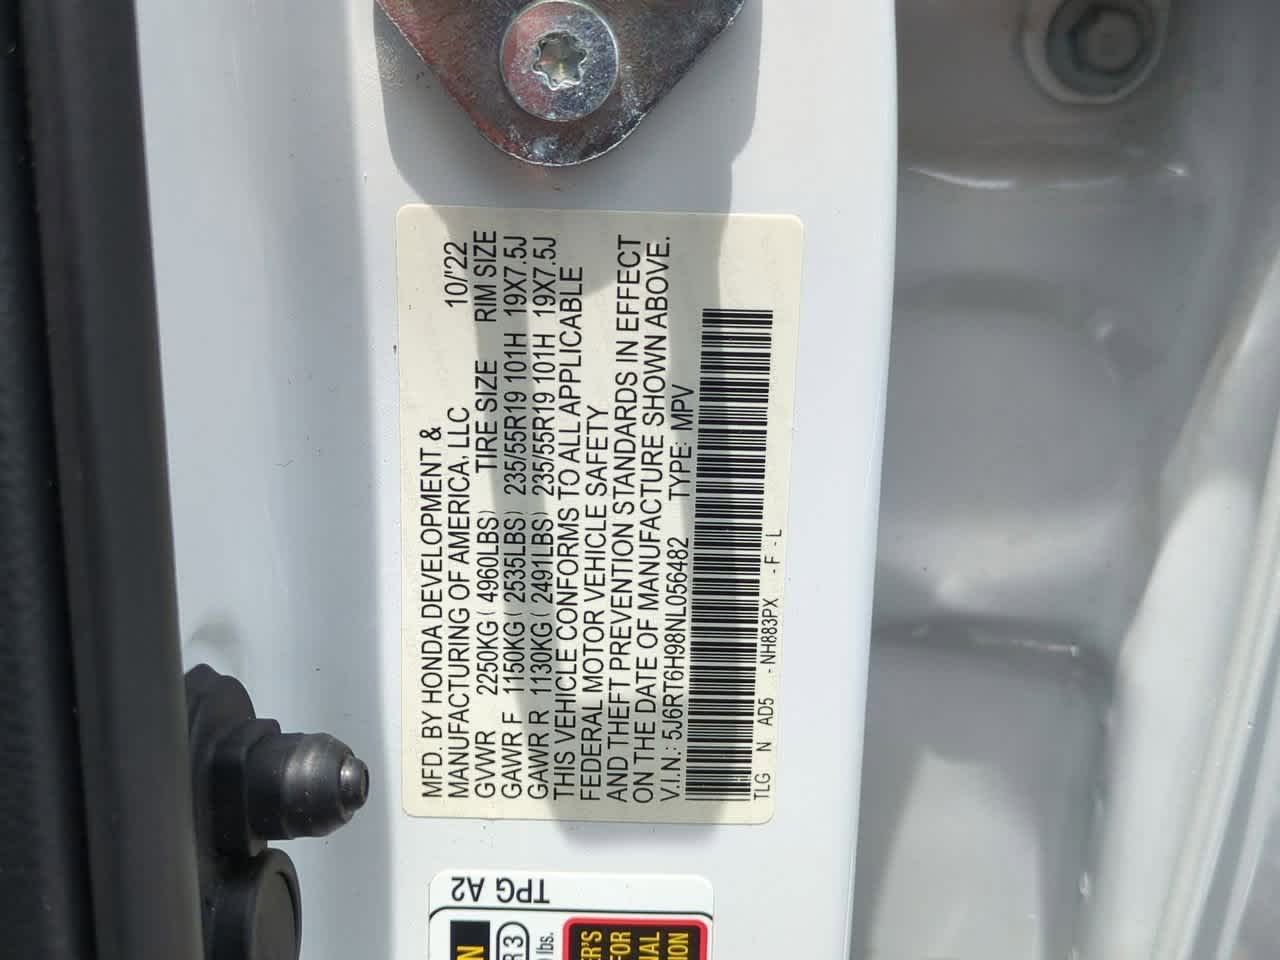 MFD. BY HONDA DEVELOPMENT &
MANUFACTURING OF AMERICA, LLC 10/'22
GVWR 2250KG ( 4960LBS) TIRE SIZE RIM SIZE
GAWR F 1150KG ( 2535LBS) 235/55R19 101H 19X7.5J
GAWR R 1130KG ( 2491LBS) 235/55R19 101H 19X7.5J
THIS VEHICLE CONFORMS TO ALL APPLICABLE
FEDERAL MOTOR VEHICLE SAFETY
AND THEFT PREVENTION STANDARDS IN EFFECT
ON THE DATE OF MANUFACTURE SHOWN ABOVE.
V.I.N.: 5J6RT6H98NL056482 TYPE: MPV
TLG N AD5 - NH883PX - F - L
TPG A2